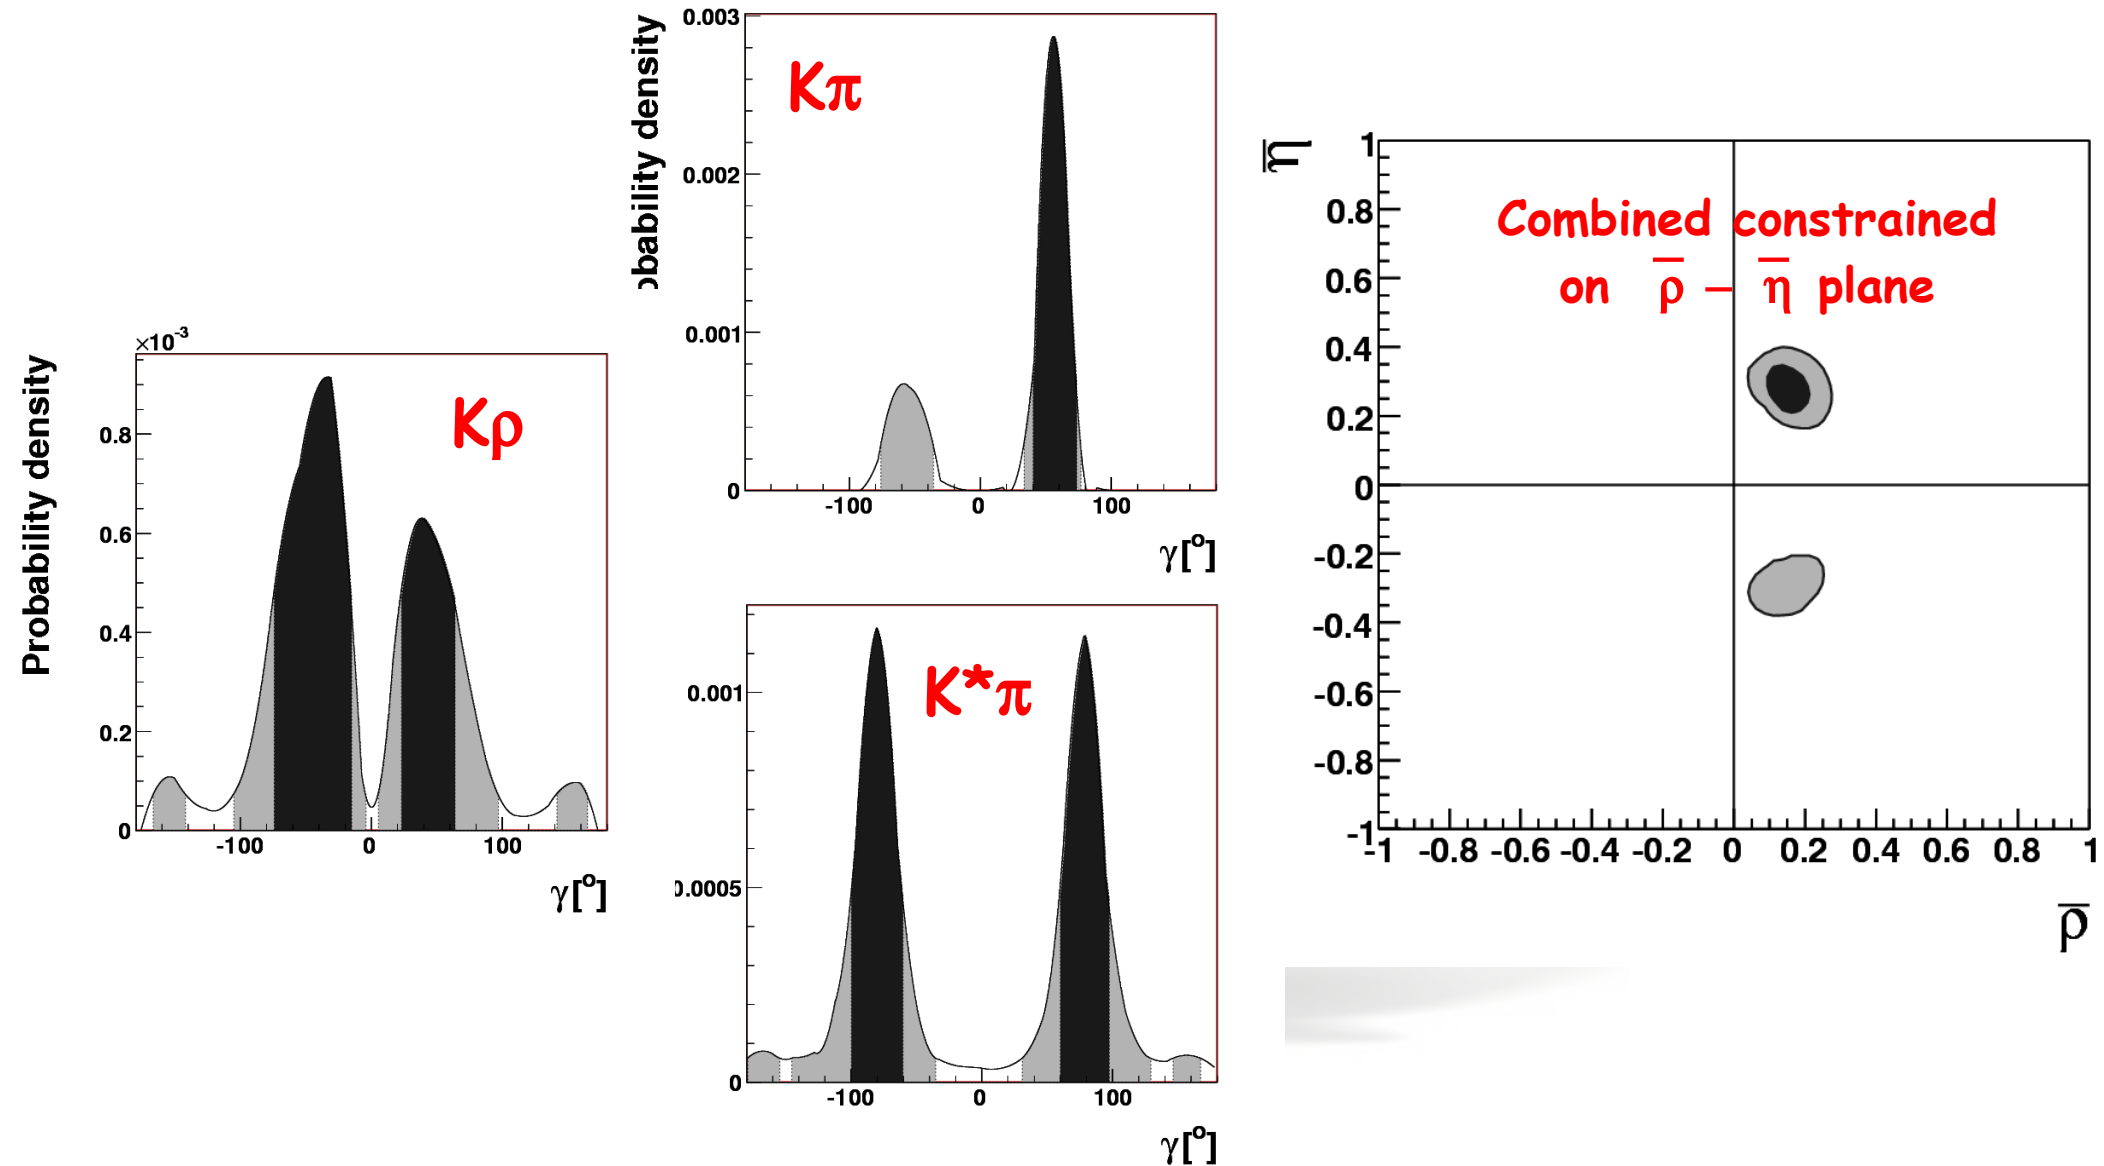 Probability density
×10⁻³
0.8
0.6
0.4
0.2
0
-100 0 100
γ[°]
Kρ
obability density
0.003
0.002
0.001
0
-100 0 100
γ[°]
Kπ
0.001
0.0005
0
-100 0 100
γ[°]
K*π
η̅
1
0.8
0.6
0.4
0.2
0
-0.2
-0.4
-0.6
-0.8
-1
-1 -0.8 -0.6 -0.4 -0.2 0 0.2 0.4 0.6 0.8 1
ρ̅
Combined constrained
on ρ̅ – η̅ plane